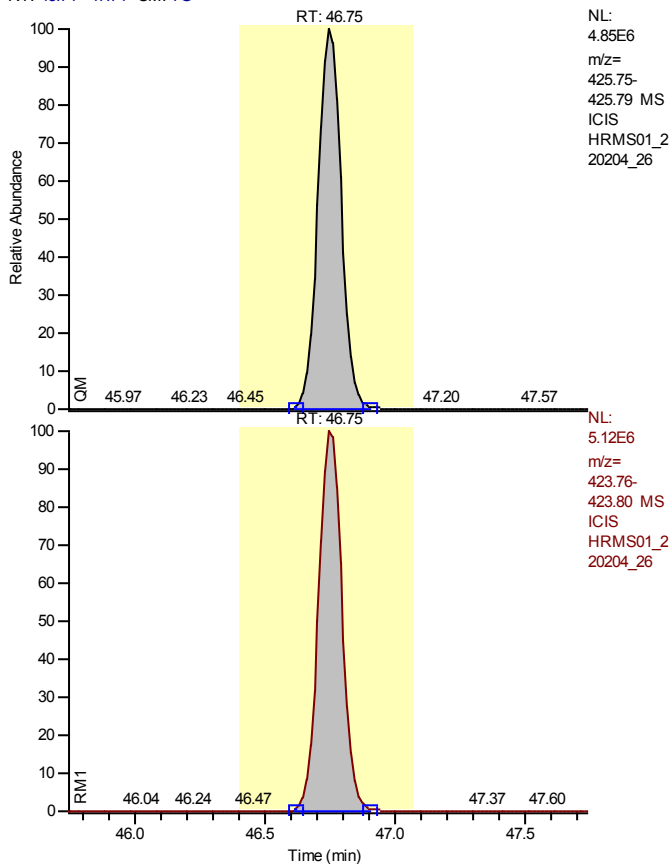 RT: 46.75
NL:
4.85E6
m/z=
425.75-
425.79 MS
ICIS
HRMS01_2
20204_26
100
90
80
70
60
50
40
30
20
10
0
Relative Abundance
QM
45.97 46.23 46.45 47.20 47.57
RT: 46.75
NL:
5.12E6
m/z=
423.76-
423.80 MS
ICIS
HRMS01_2
20204_26
100
90
80
70
60
50
40
30
20
10
0
RM1
46.04 46.24 46.47 47.37 47.60
46.0 46.5 47.0 47.5
Time (min)